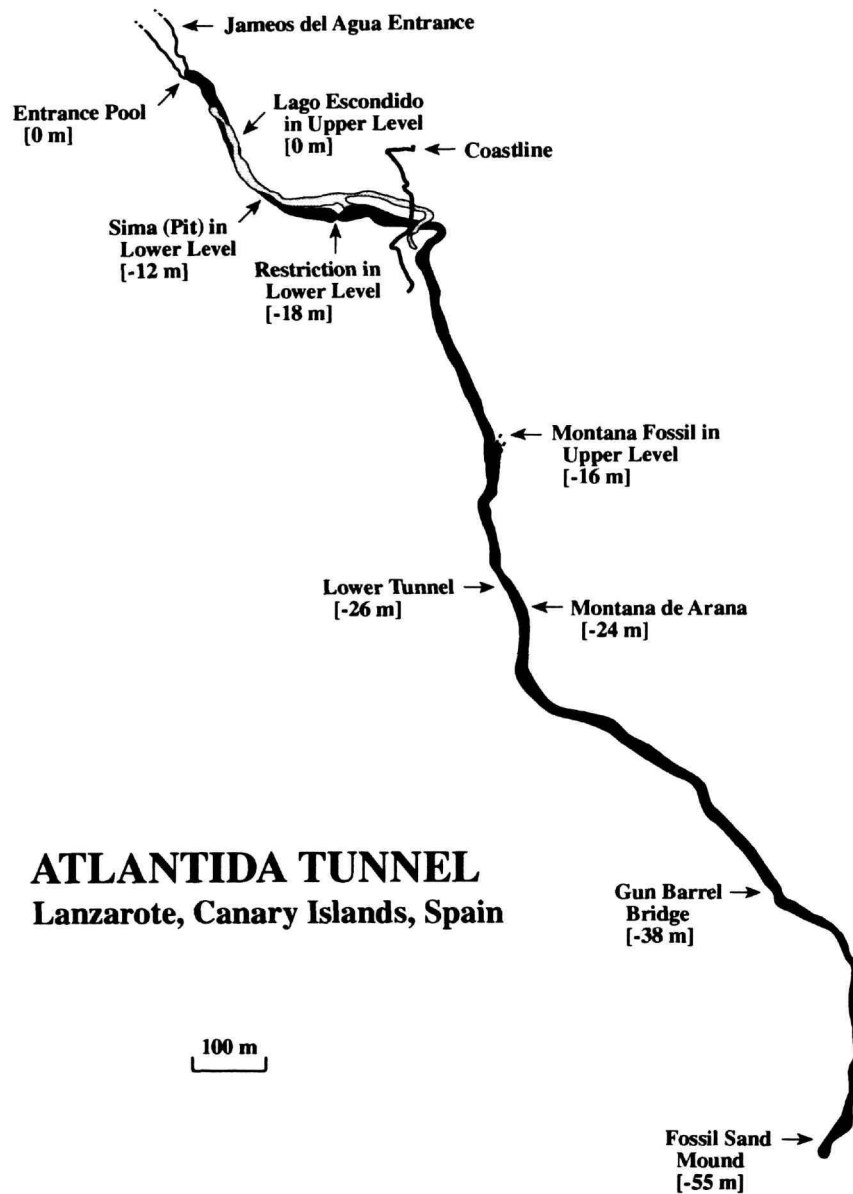 Jameos del Agua Entrance
Entrance Pool
[0 m]
Lago Escondido
in Upper Level
[0 m]
Coastline
Sima (Pit) in
Lower Level
[-12 m]
Restriction in
Lower Level
[-18 m]
Montana Fossil in
Upper Level
[-16 m]
Lower Tunnel
[-26 m]
Montana de Arana
[-24 m]
ATLANTIDA TUNNEL
Lanzarote, Canary Islands, Spain
Gun Barrel
Bridge
[-38 m]
100 m
Fossil Sand
Mound
[-55 m]